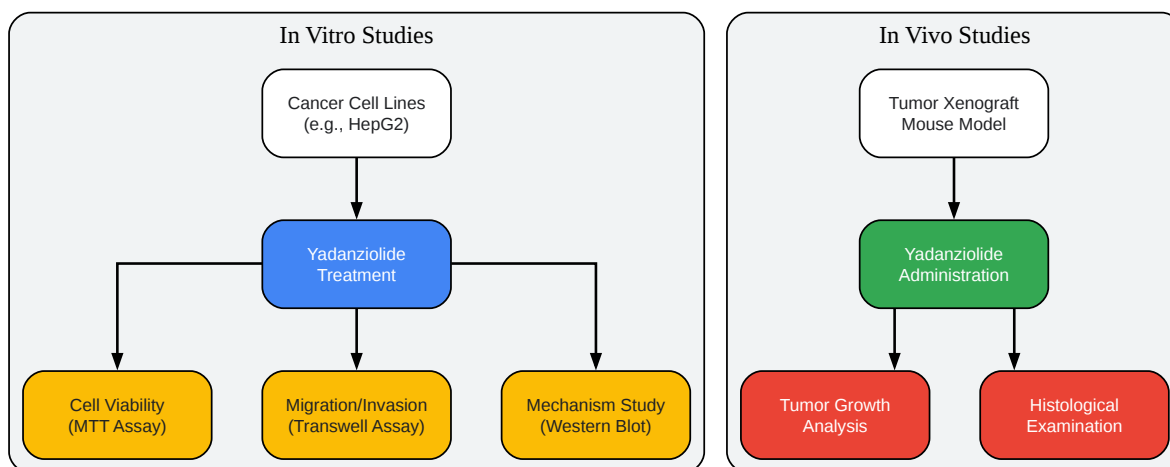 In Vitro Studies
Cancer Cell Lines
(e.g., HepG2)
Yadanziolide
Treatment
Cell Viability
(MTT Assay)
Migration/Invasion
(Transwell Assay)
Mechanism Study
(Western Blot)
In Vivo Studies
Tumor Xenograft
Mouse Model
Yadanziolide
Administration
Tumor Growth
Analysis
Histological
Examination